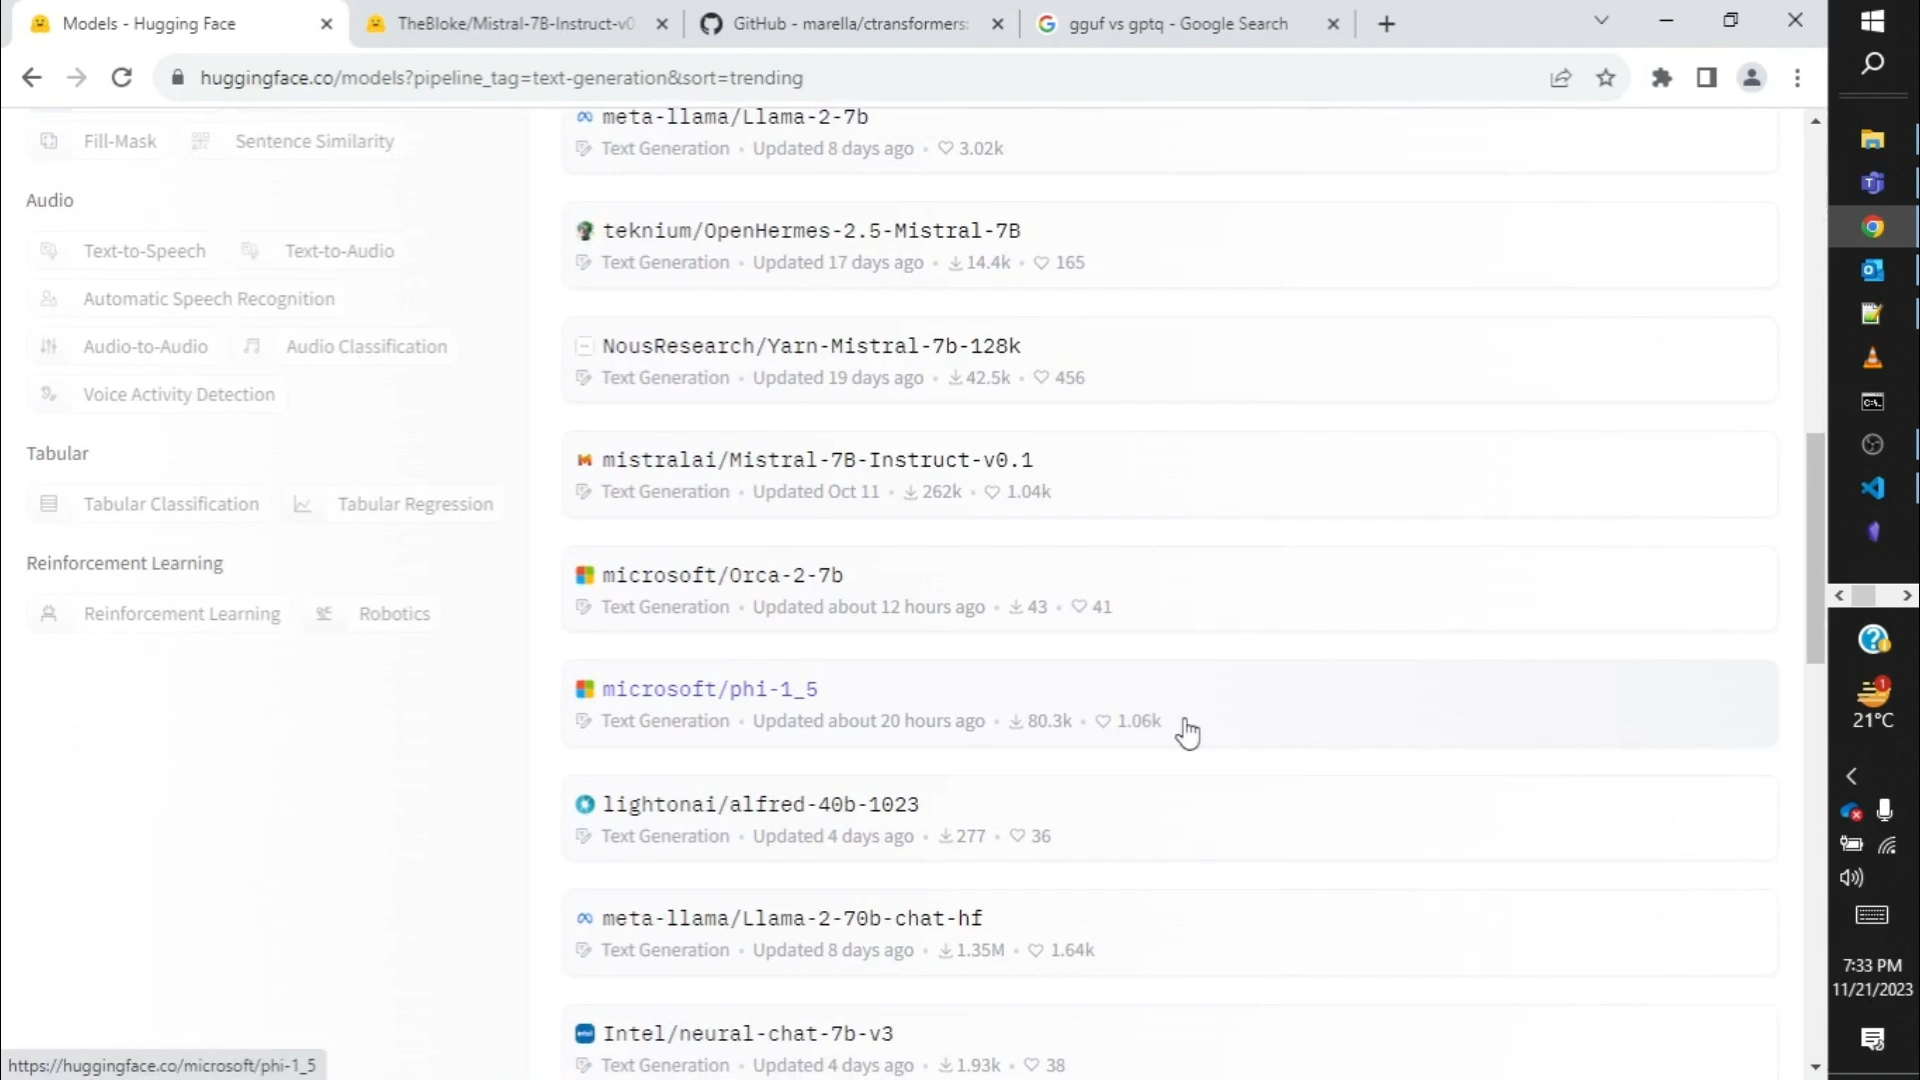 Models - Hugging Face
TheBloke/Mistral-7B-Instruct-v0
GitHub - marella/ctransformers:
gguf vs gptq - Google Search
huggingface.co/models?pipeline_tag=text-generation&sort=trending
Fill-Mask
Sentence Similarity
Audio
Text-to-Speech
Text-to-Audio
Automatic Speech Recognition
Audio-to-Audio
Audio Classification
Voice Activity Detection
Tabular
Tabular Classification
Tabular Regression
Reinforcement Learning
Reinforcement Learning
Robotics
meta-llama/Llama-2-7b
Text Generation • Updated 8 days ago • 3.02k
teknium/OpenHermes-2.5-Mistral-7B
Text Generation • Updated 17 days ago • 14.4k • 165
NousResearch/Yarn-Mistral-7b-128k
Text Generation • Updated 19 days ago • 42.5k • 456
mistralai/Mistral-7B-Instruct-v0.1
Text Generation • Updated Oct 11 • 262k • 1.04k
microsoft/Orca-2-7b
Text Generation • Updated about 12 hours ago • 43 • 41
microsoft/phi-1_5
Text Generation • Updated about 20 hours ago • 80.3k • 1.06k
lightonai/alfred-40b-1023
Text Generation • Updated 4 days ago • 277 • 36
meta-llama/Llama-2-70b-chat-hf
Text Generation • Updated 8 days ago • 1.35M • 1.64k
Intel/neural-chat-7b-v3
Text Generation • Updated 4 days ago • 1.93k • 38
https://huggingface.co/microsoft/phi-1_5
1
21°C
7:33 PM
11/21/2023